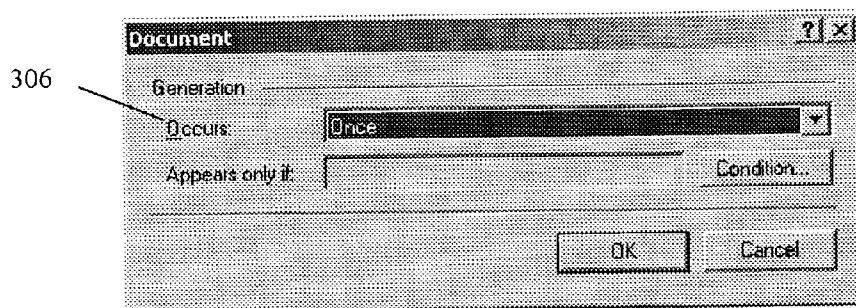 Document ? X
Generation
306
Occurs: Once
Appears only if: Condition...
OK Cancel